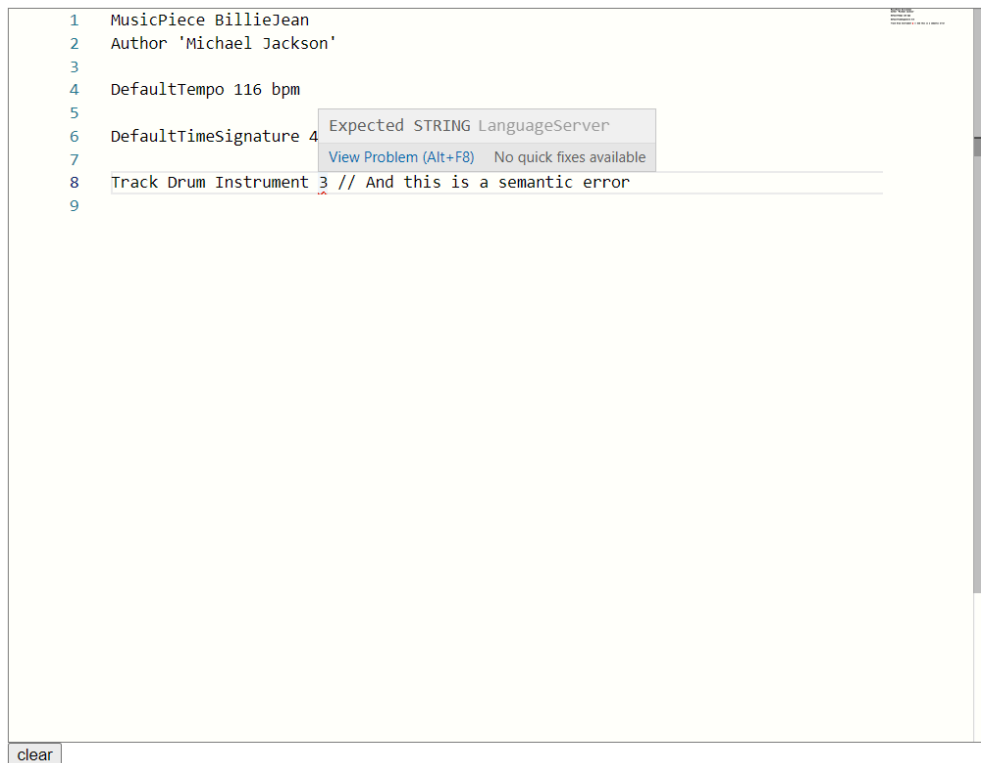 1 MusicPiece BillieJean
2 Author 'Michael Jackson'
3
4 DefaultTempo 116 bpm
5
Expected STRING LanguageServer
6 DefaultTimeSignature 4
View Problem (Alt+F8) No quick fixes available
7
8 Track Drum Instrument 3 // And this is a semantic error
9
clear